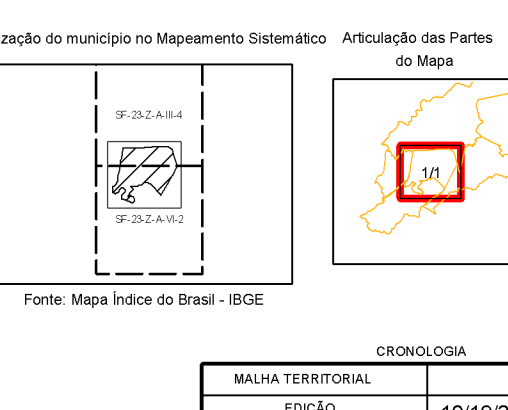 do município no Mapeamento Sistemático
Articulação das Partes
do Mapa
SF-23-Z-A-III-4
SF-23-Z-A-VI-2
1/1
Fonte: Mapa Índice do Brasil - IBGE
CRONOLOGIA
MALHA TERRITORIAL
EDIÇÃO